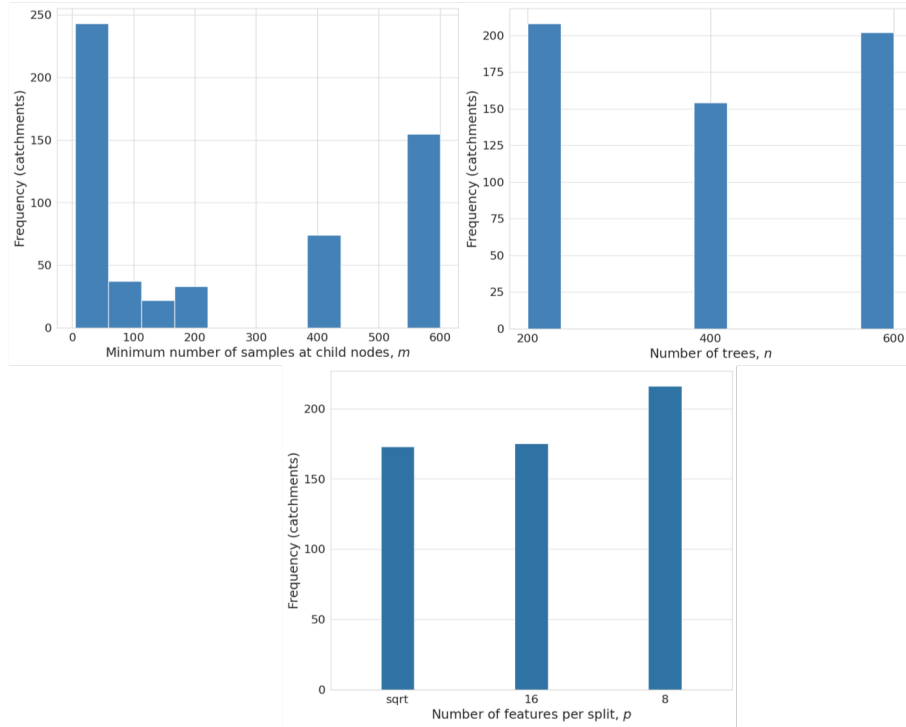 Frequency (catchments)
250
200
150
100
50
0
0 100 200 300 400 500 600
Minimum number of samples at child nodes, m
Frequency (catchments)
200
175
150
125
100
75
50
25
0
200 400 600
Number of trees, n
Frequency (catchments)
200
150
100
50
0
sqrt 16 8
Number of features per split, p